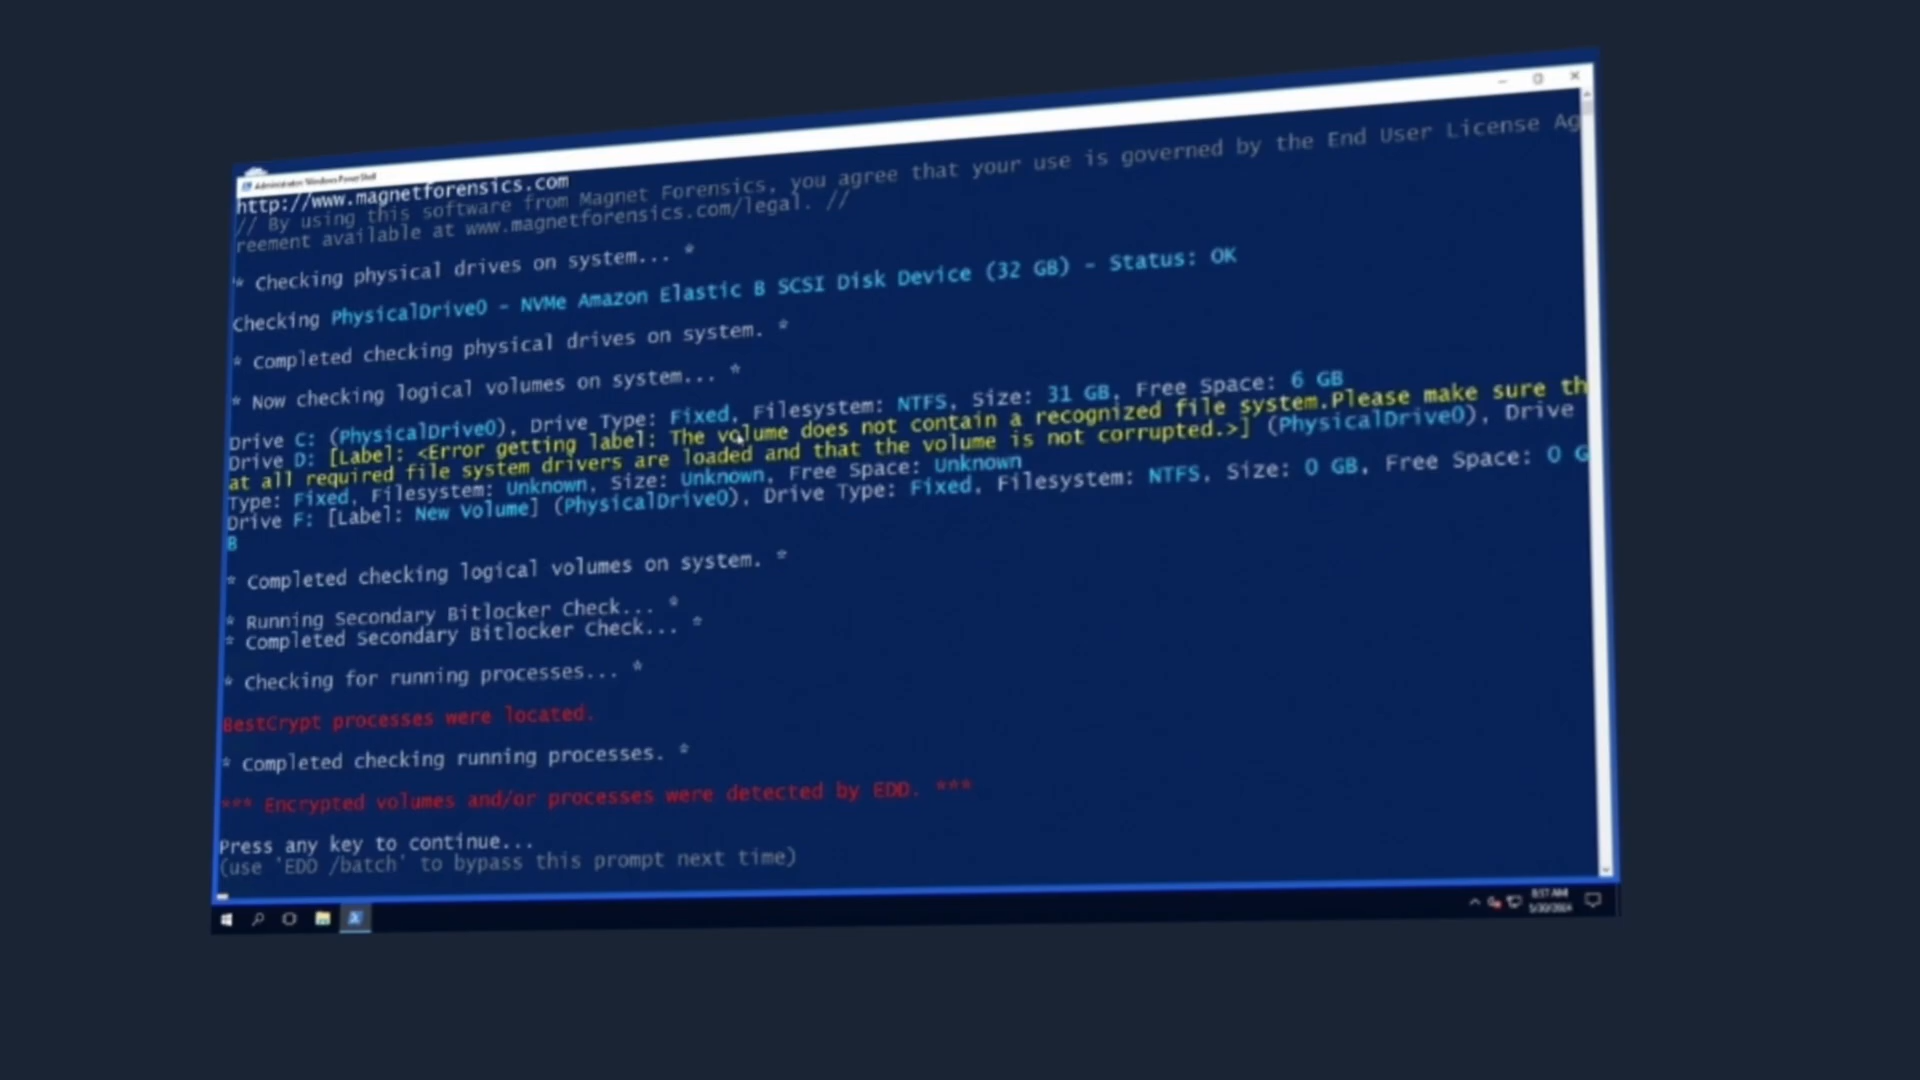 Administrator: Windows PowerShell
http://www.magnetforensics.com
// By using this software from Magnet Forensics, you agree that your use is governed by the End User License Ag
reement available at www.magnetforensics.com/legal. //
* Checking physical drives on system... *
Checking PhysicalDrive0 - NVMe Amazon Elastic B SCSI Disk Device (32 GB) - Status: OK
* Completed checking physical drives on system. *
* Now checking logical volumes on system... *
Drive C: (PhysicalDrive0), Drive Type: Fixed, Filesystem: NTFS, Size: 31 GB, Free Space: 6 GB
Drive D: [Label: <Error getting label: The volume does not contain a recognized file system.Please make sure th
at all required file system drivers are loaded and that the volume is not corrupted.>] (PhysicalDrive0), Drive
Type: Fixed, Filesystem: Unknown, Size: Unknown, Free Space: Unknown
Drive F: [Label: New Volume] (PhysicalDrive0), Drive Type: Fixed, Filesystem: NTFS, Size: 0 GB, Free Space: 0 G
B
* Completed checking logical volumes on system. *
* Running Secondary Bitlocker Check... *
* Completed Secondary Bitlocker Check... *
* Checking for running processes... *
BestCrypt processes were located.
* Completed checking running processes. *
*** Encrypted volumes and/or processes were detected by EDD. ***
Press any key to continue...
(use 'EDD /batch' to bypass this prompt next time)
8:57 AM
5/30/2024